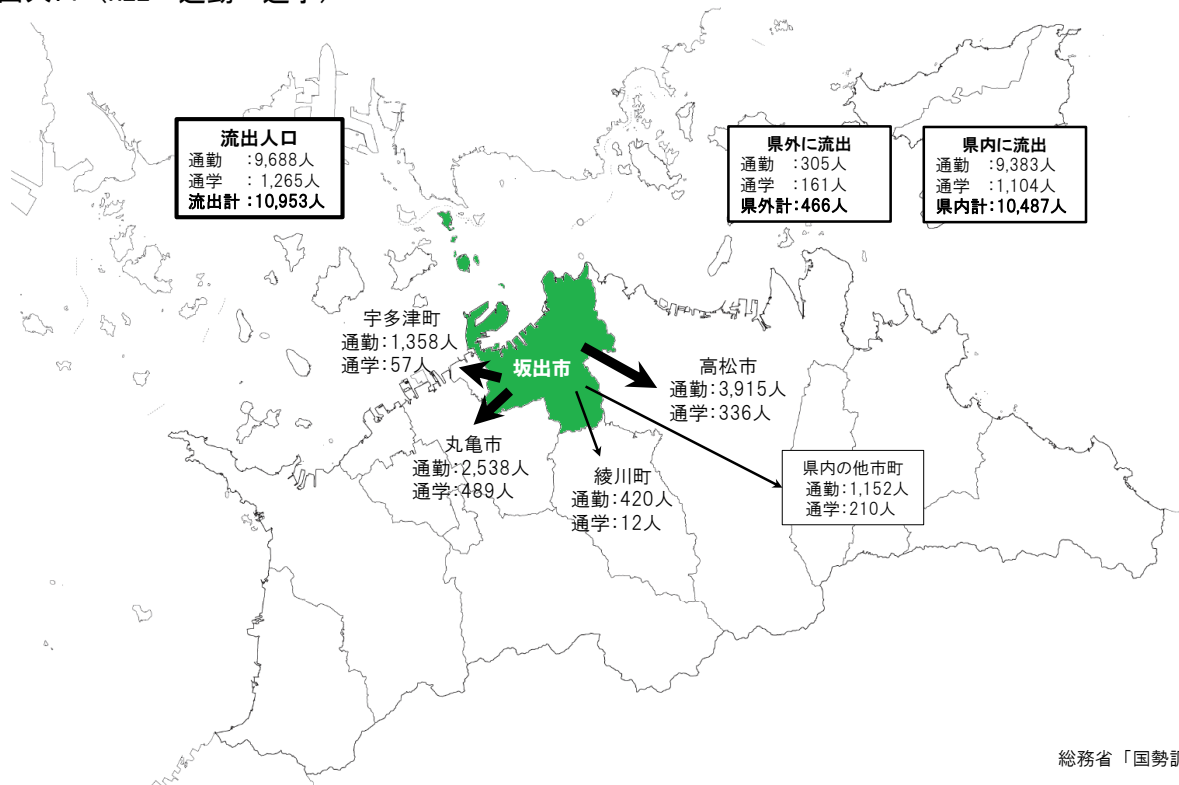 流出人口
通勤 :9,688人
通学 : 1,265人
流出計:10,953人
県外に流出
通勤 :305人
通学 :161人
県外計:466人
県内に流出
通勤 :9,383人
通学 :1,104人
県内計:10,487人
宇多津町
通勤:1,358人
通学:57人
坂出市
高松市
通勤:3,915人
通学:336人
丸亀市
通勤:2,538人
通学:489人
綾川町
通勤:420人
通学:12人
県内の他市町
通勤:1,152人
通学:210人
総務省「国勢調